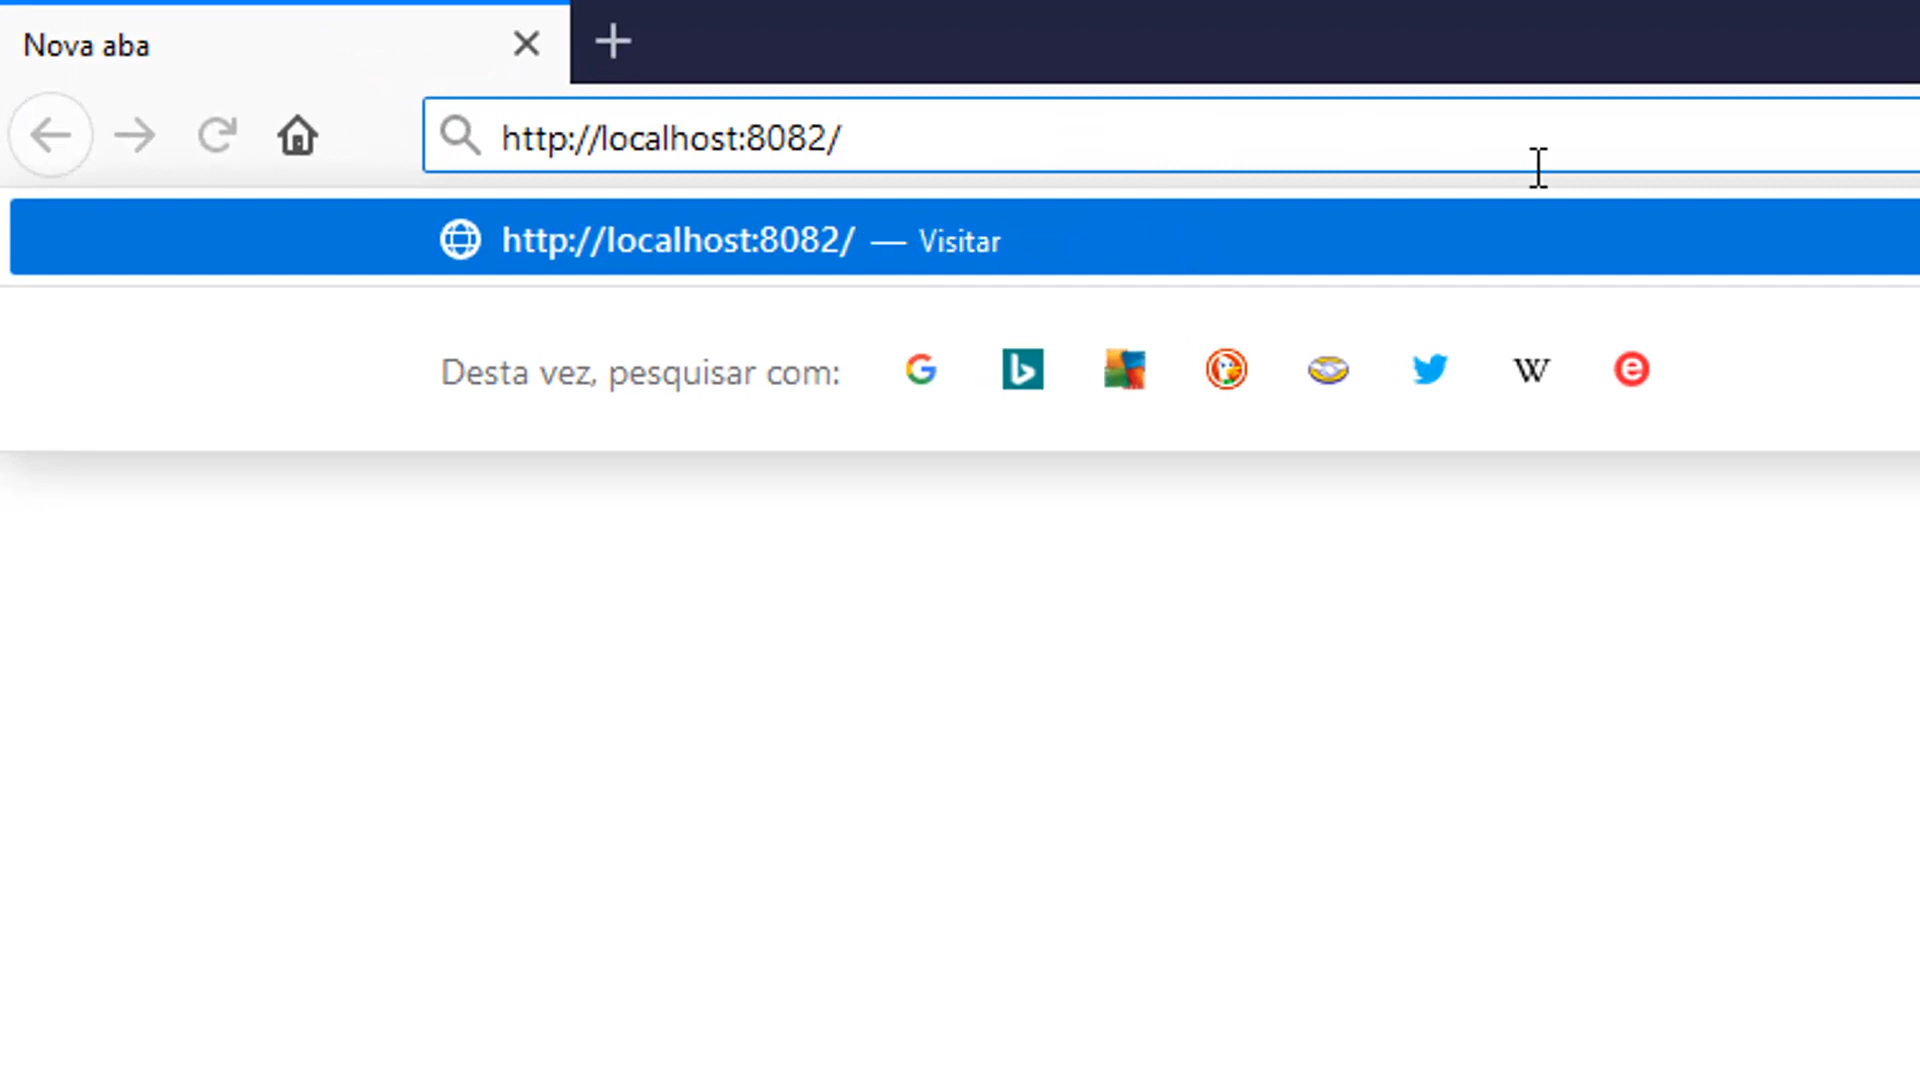 Nova aba
http://localhost:8082/
http://localhost:8082/ — Visitar
Desta vez, pesquisar com: